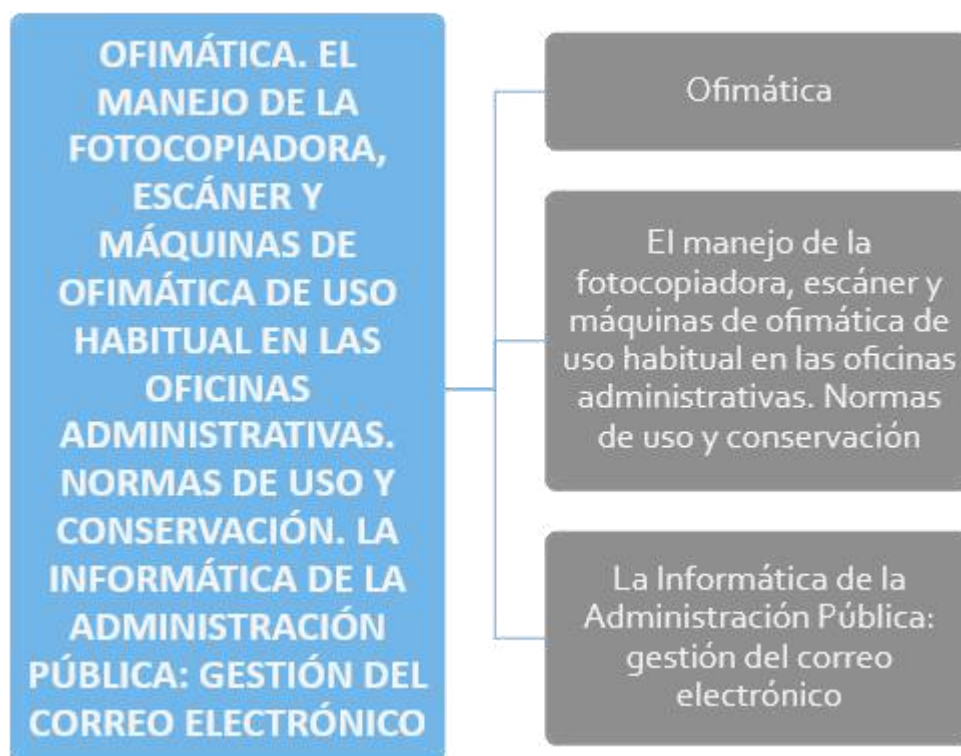 OFIMÁTICA. EL
MANEJO DE LA
FOTOCOPIADORA,
ESCÁNER Y
MÁQUINAS DE
OFIMÁTICA DE USO
HABITUAL EN LAS
OFICINAS
ADMINISTRATIVAS.
NORMAS DE USO Y
CONSERVACIÓN. LA
INFORMÁTICA DE LA
ADMINISTRACIÓN
PÚBLICA: GESTIÓN DEL
CORREO ELECTRÓNICO
Ofimática
El manejo de la
fotocopiadora, escáner y
máquinas de ofimática de
uso habitual en las oficinas
administrativas. Normas
de uso y conservación
La Informática de la
Administración Pública:
gestión del correo
electrónico